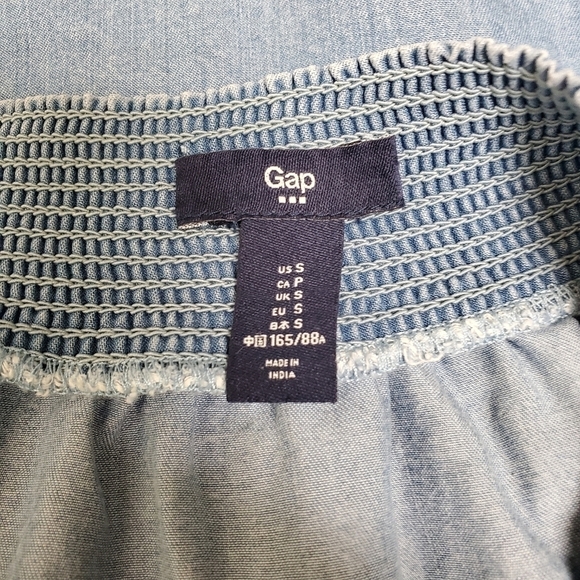 Gap
US S
CA P
UK S
EU S
日本 S
中国 165/88A
MADE IN
INDIA